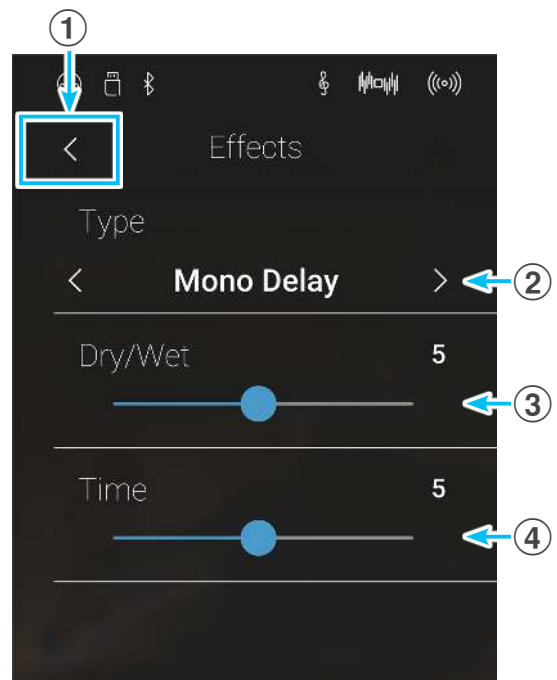 ①
< Effects
Type
< Mono Delay > ②
Dry/Wet 5
③
Time 5
④